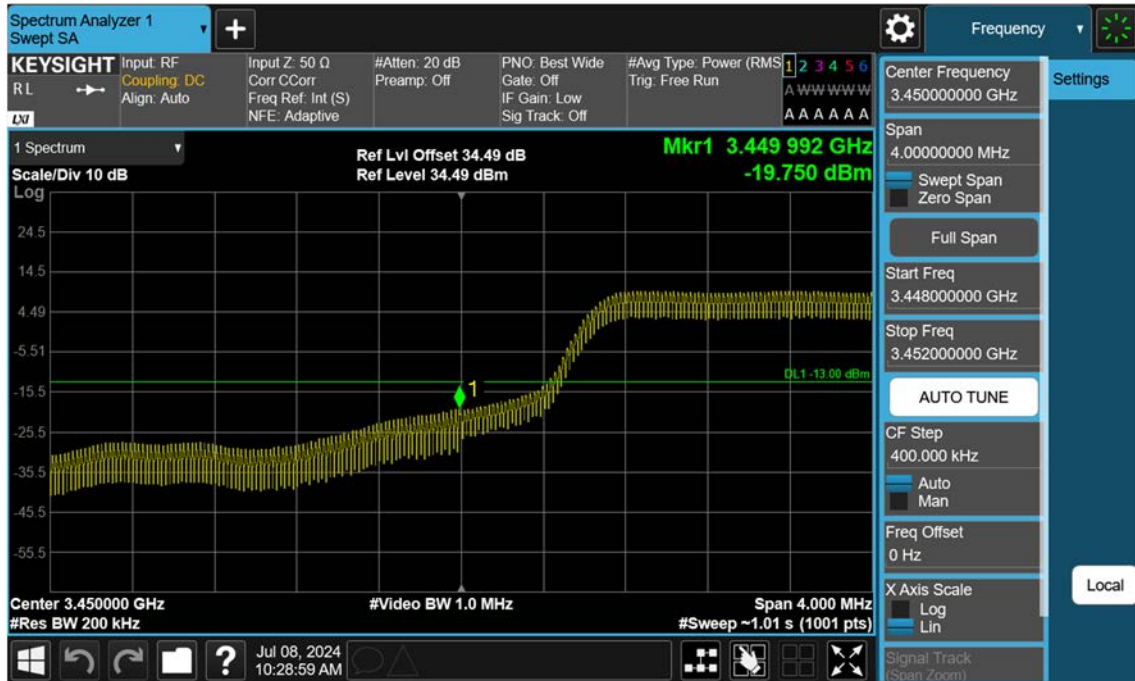 Spectrum Analyzer 1
Swept SA
+
Frequency
KEYSIGHT
R L
LXI
Input: RF
Coupling: DC
Align: Auto
Input Z: 50 Ω
Corr CCorr
Freq Ref: Int (S)
NFE: Adaptive
#Atten: 20 dB
Preamp: Off
PNO: Best Wide
Gate: Off
IF Gain: Low
Sig Track: Off
#Avg Type: Power (RMS
Trig: Free Run
1 2 3 4 5 6
A W W W W W
A A A A A A
1 Spectrum
Scale/Div 10 dB
Ref Lvl Offset 34.49 dB
Ref Level 34.49 dBm
Mkr1 3.449 992 GHz
-19.750 dBm
Log
24.5
14.5
4.49
-5.51
-15.5
-25.5
-35.5
-45.5
-55.5
1
DL1 -13.00 dBm
Center 3.450000 GHz
#Res BW 200 kHz
#Video BW 1.0 MHz
Span 4.000 MHz
#Sweep ~1.01 s (1001 pts)
?
Jul 08, 2024
10:28:59 AM
Center Frequency
3.450000000 GHz
Span
4.00000000 MHz
Swept Span
Zero Span
Full Span
Start Freq
3.448000000 GHz
Stop Freq
3.452000000 GHz
AUTO TUNE
CF Step
400.000 kHz
Auto
Man
Freq Offset
0 Hz
X Axis Scale
Log
Lin
Signal Track
(Span Zoom)
Settings
Local